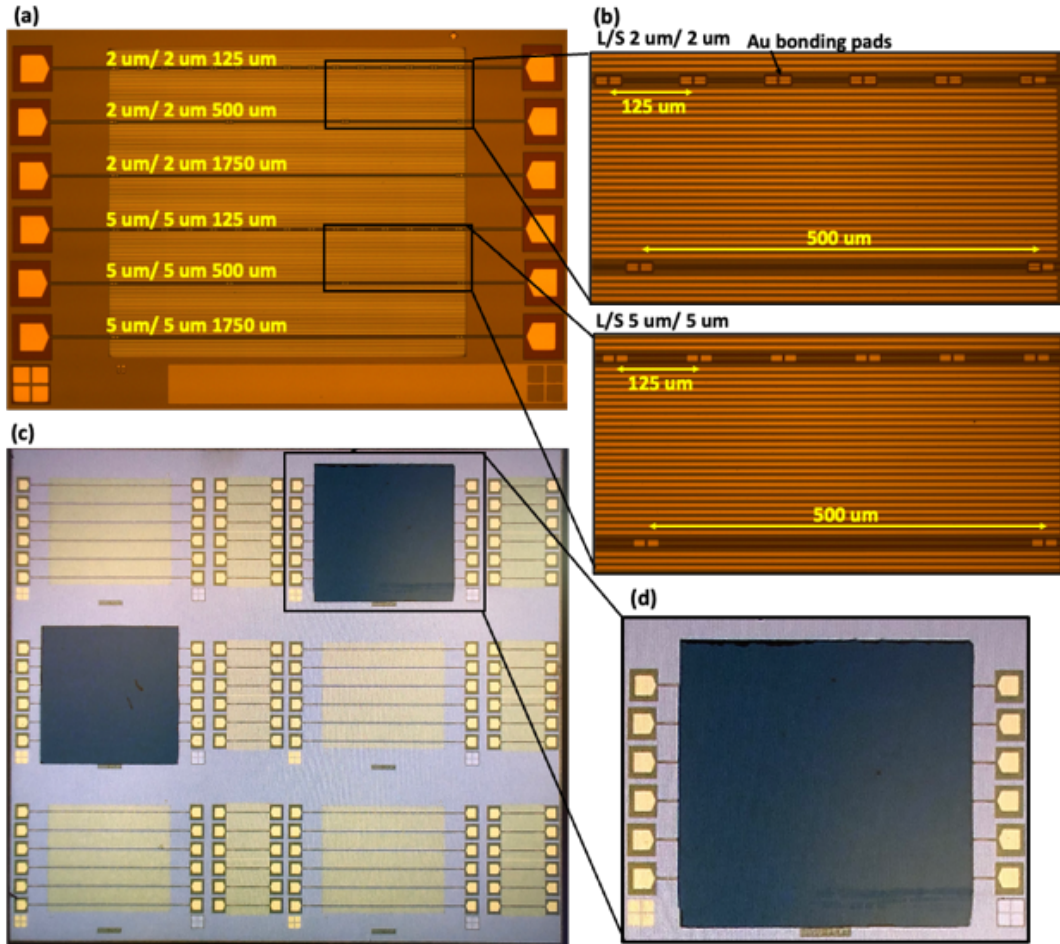 (a)
2 um/ 2 um 125 um
2 um/ 2 um 500 um
2 um/ 2 um 1750 um
5 um/ 5 um 125 um
5 um/ 5 um 500 um
5 um/ 5 um 1750 um
(b)
L/S 2 um/ 2 um
Au bonding pads
125 um
500 um
L/S 5 um/ 5 um
125 um
500 um
(c)
(d)